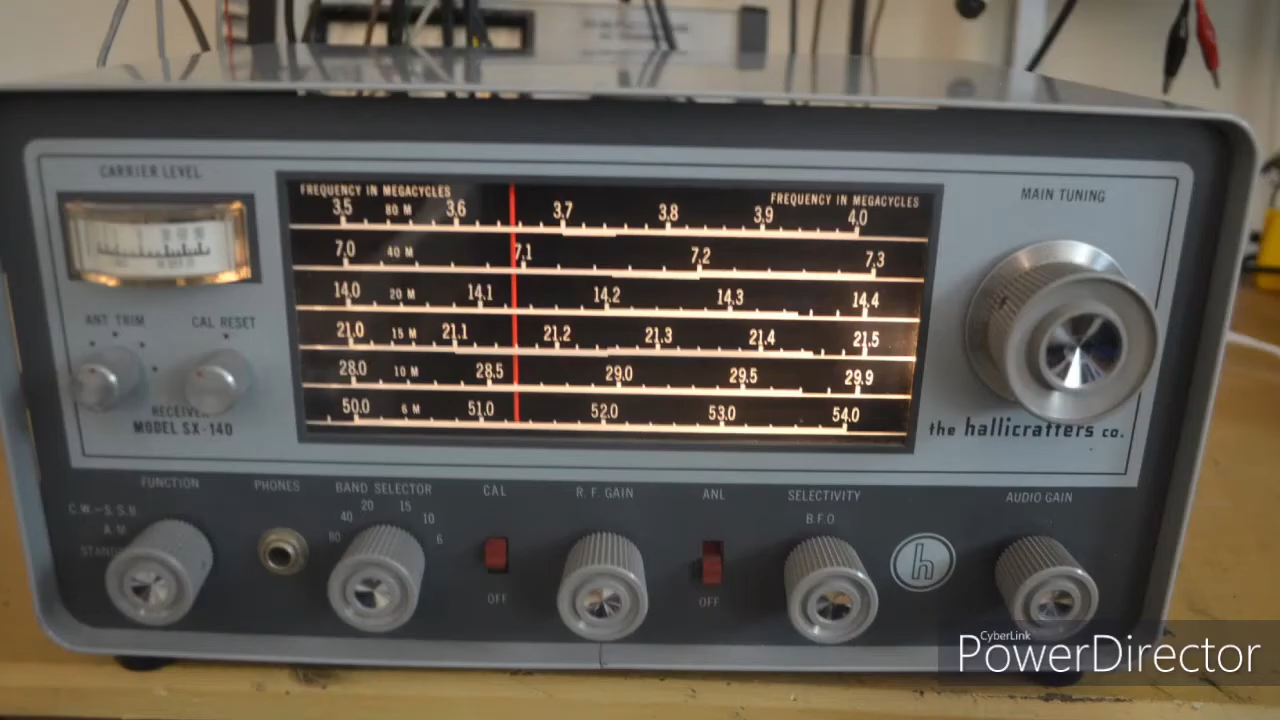 CARRIER LEVEL
FREQUENCY IN MEGACYCLES
FREQUENCY IN MEGACYCLES
MAIN TUNING
3.5 80 M 3.6 3.7 3.8 3.9 4.0
7.0 40 M 7.1 7.2 7.3
14.0 20 M 14.1 14.2 14.3 14.4
21.0 15 M 21.1 21.2 21.3 21.4 21.5
28.0 10 M 28.5 29.0 29.5 29.9
50.0 6 M 51.0 52.0 53.0 54.0
ANT TRIM CAL RESET
RECEIVER
MODEL SX-140
the hallicrafters co.
FUNCTION
C.W.-S.S.B.
A M
PHONES
BAND SELECTOR
80 40 20 15 10 6
CAL
OFF
R.F. GAIN
ANL
OFF
SELECTIVITY
B.F.O
h
AUDIO GAIN
CyberLink
PowerDirector